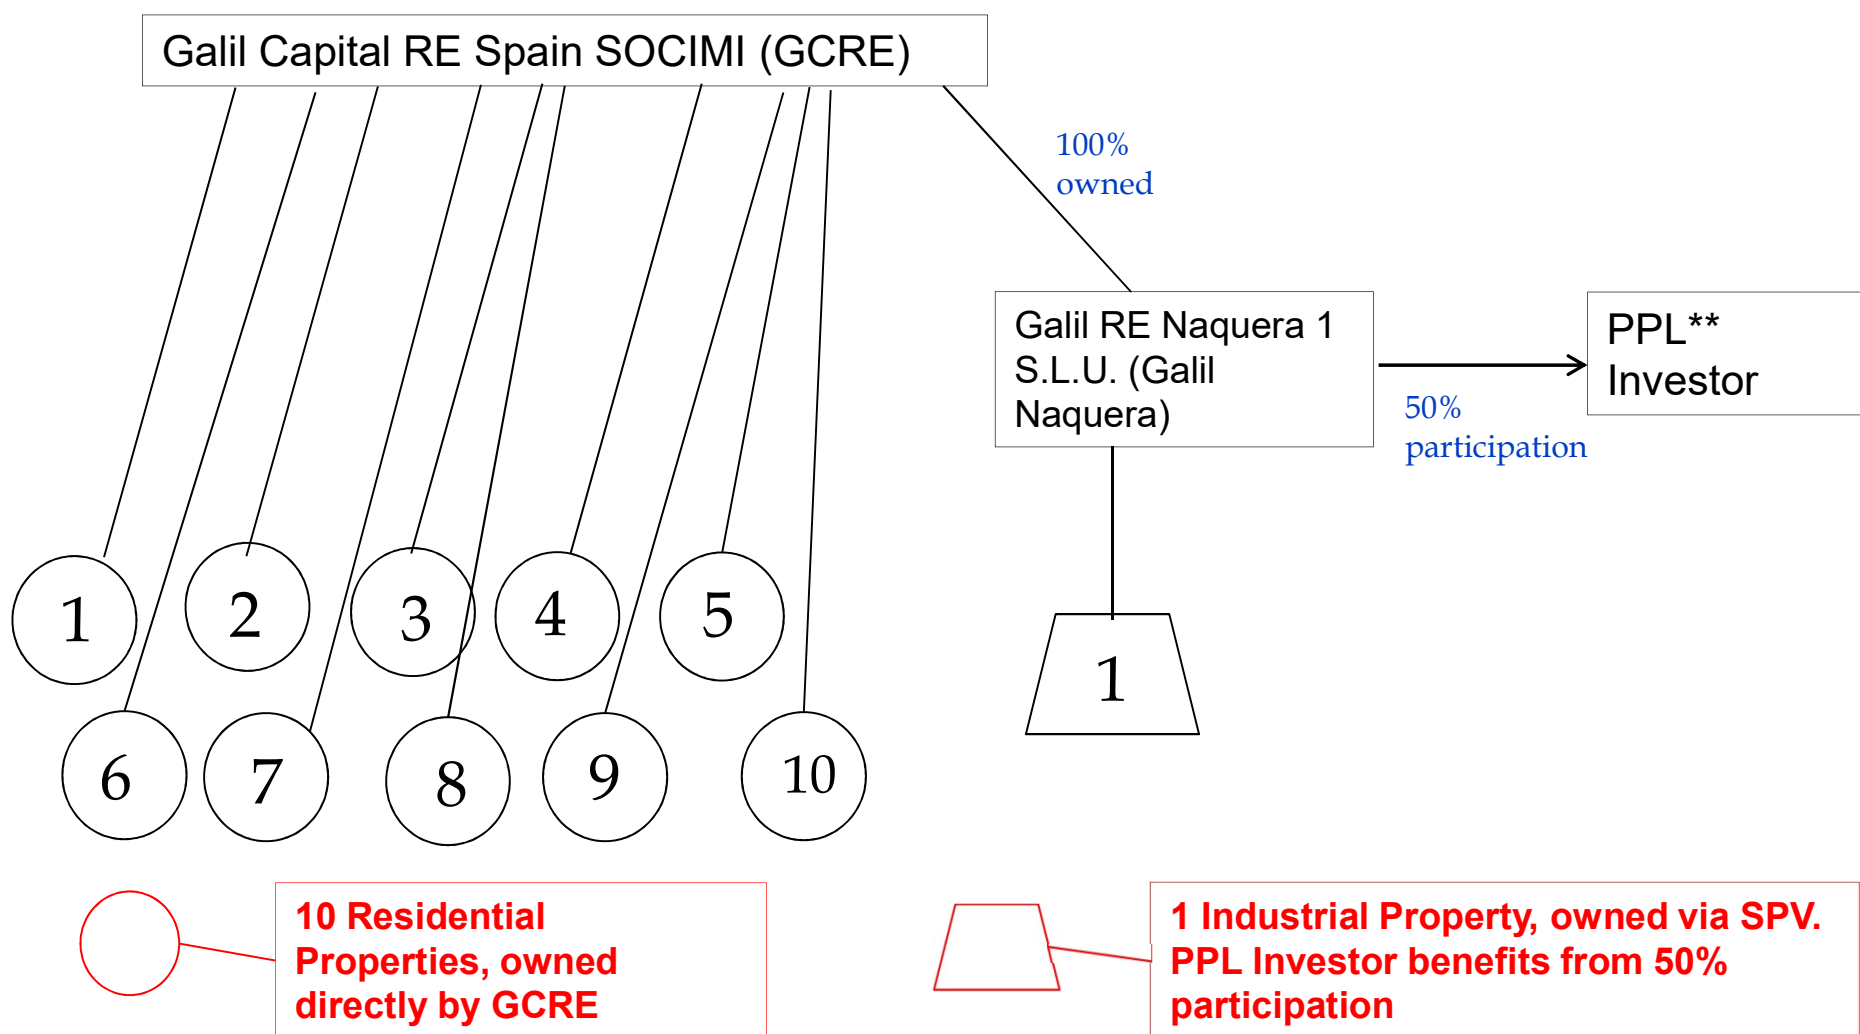 Galil Capital RE Spain SOCIMI (GCRE)
100%
owned
Galil RE Naquera 1
S.L.U. (Galil
Naquera)
PPL**
Investor
50%
participation
1
2
3
4
5
1
6
7
8
9
10
10 Residential
Properties, owned
directly by GCRE
1 Industrial Property, owned via SPV.
PPL Investor benefits from 50%
participation